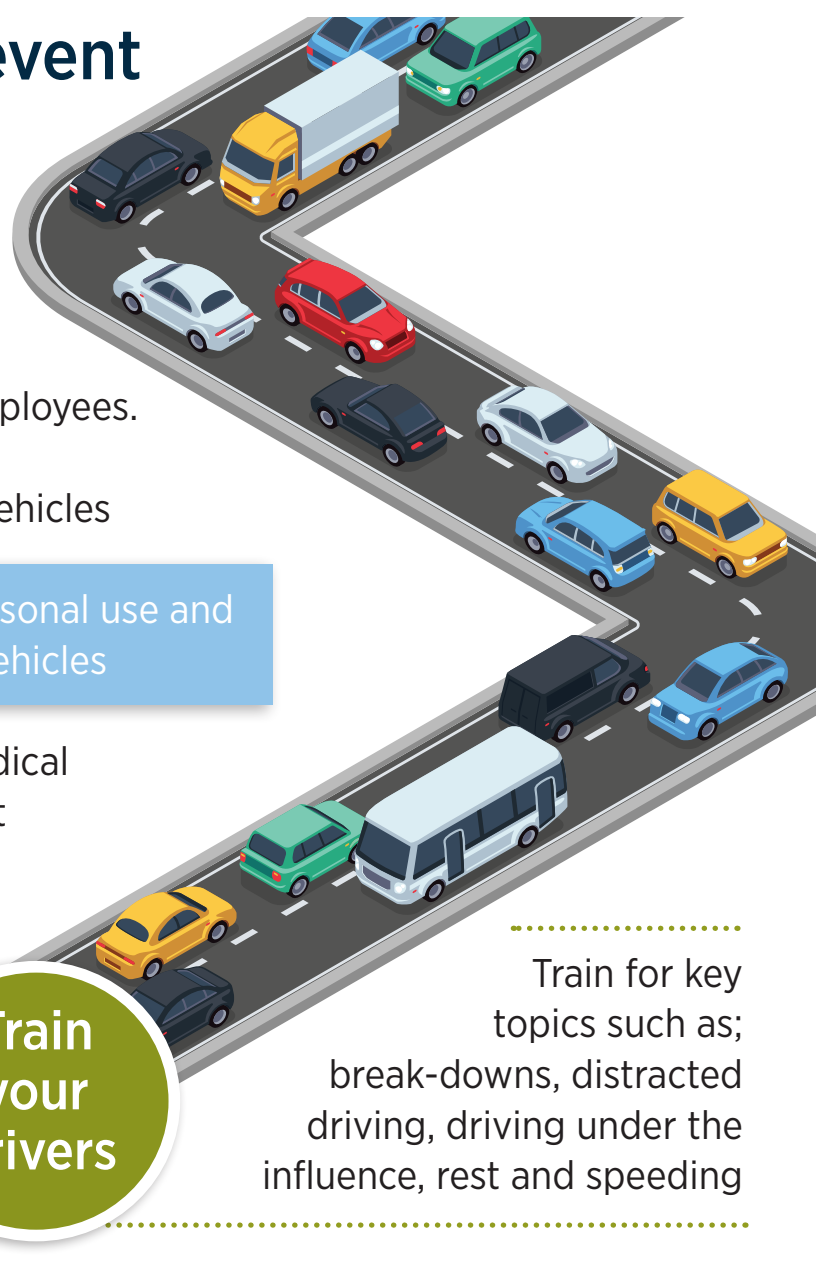 event
ployees.
ehicles
sonal use and
ehicles
dical
t
Train for key
topics such as;
break-downs, distracted
driving, driving under the
influence, rest and speeding
Train
your
rivers